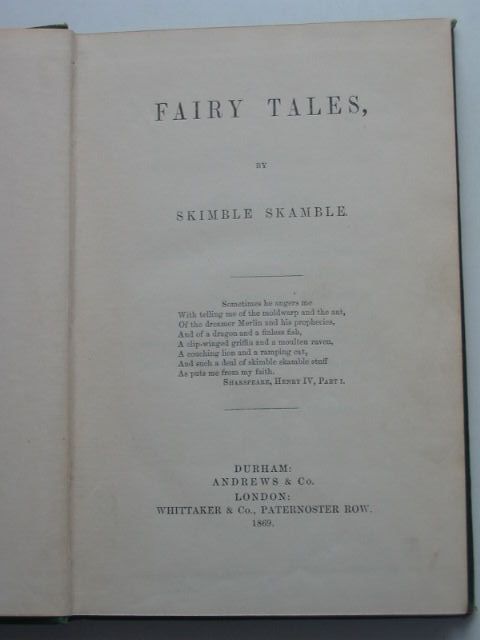 FAIRY TALES,
BY
SKIMBLE SKAMBLE.
Sometimes he angers me
With telling me of the moldwarp and the ant,
Of the dreamer Merlin and his prophecies,
And of a dragon and a finless fish,
A clip-winged griffin and a moulten raven,
A couching lion and a ramping cat,
And such a deal of skimble skamble stuff
As puts me from my faith.
SHAKSPEARE, HENRY IV, PART I.
DURHAM:
ANDREWS & CO.
LONDON:
WHITTAKER & CO., PATERNOSTER ROW.
1869.